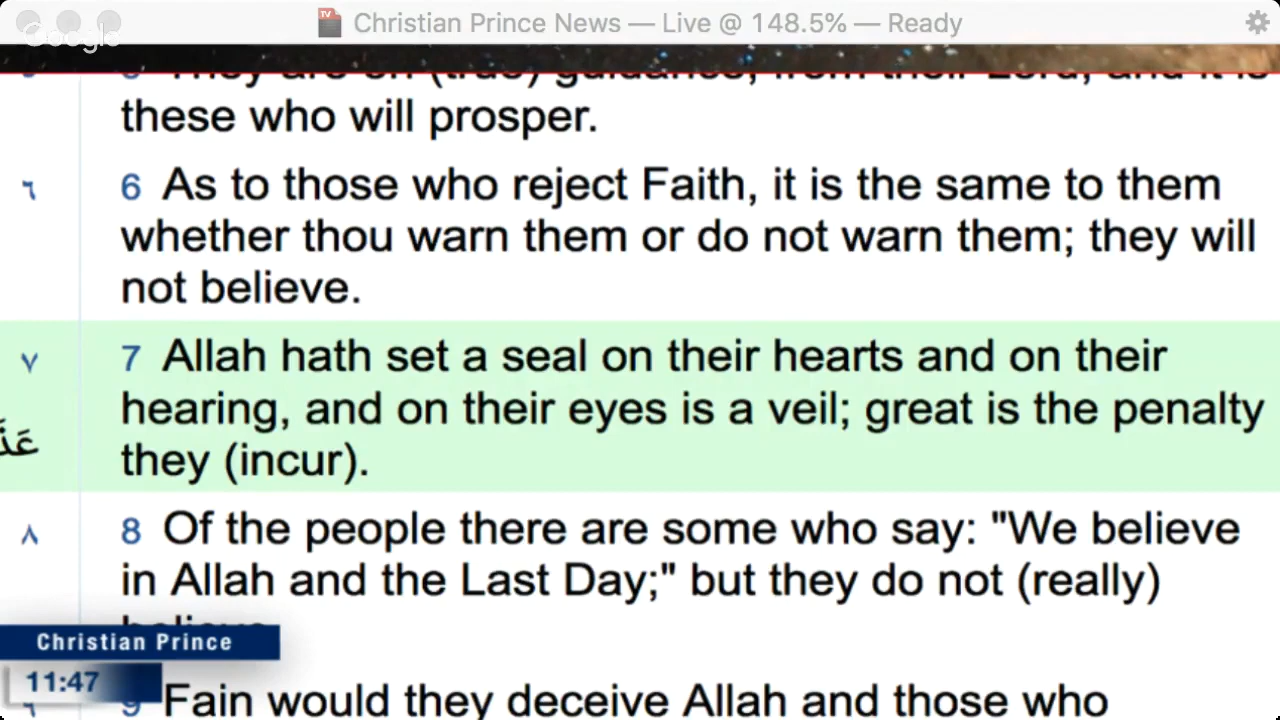 Christian Prince News — Live @ 148.5% — Ready
Google
these who will prosper.
٦ 6 As to those who reject Faith, it is the same to them
whether thou warn them or do not warn them; they will
not believe.
٧ 7 Allah hath set a seal on their hearts and on their
hearing, and on their eyes is a veil; great is the penalty
they (incur).
٨ 8 Of the people there are some who say: "We believe
in Allah and the Last Day;" but they do not (really)
Christian Prince
11:47
9 Fain would they deceive Allah and those who